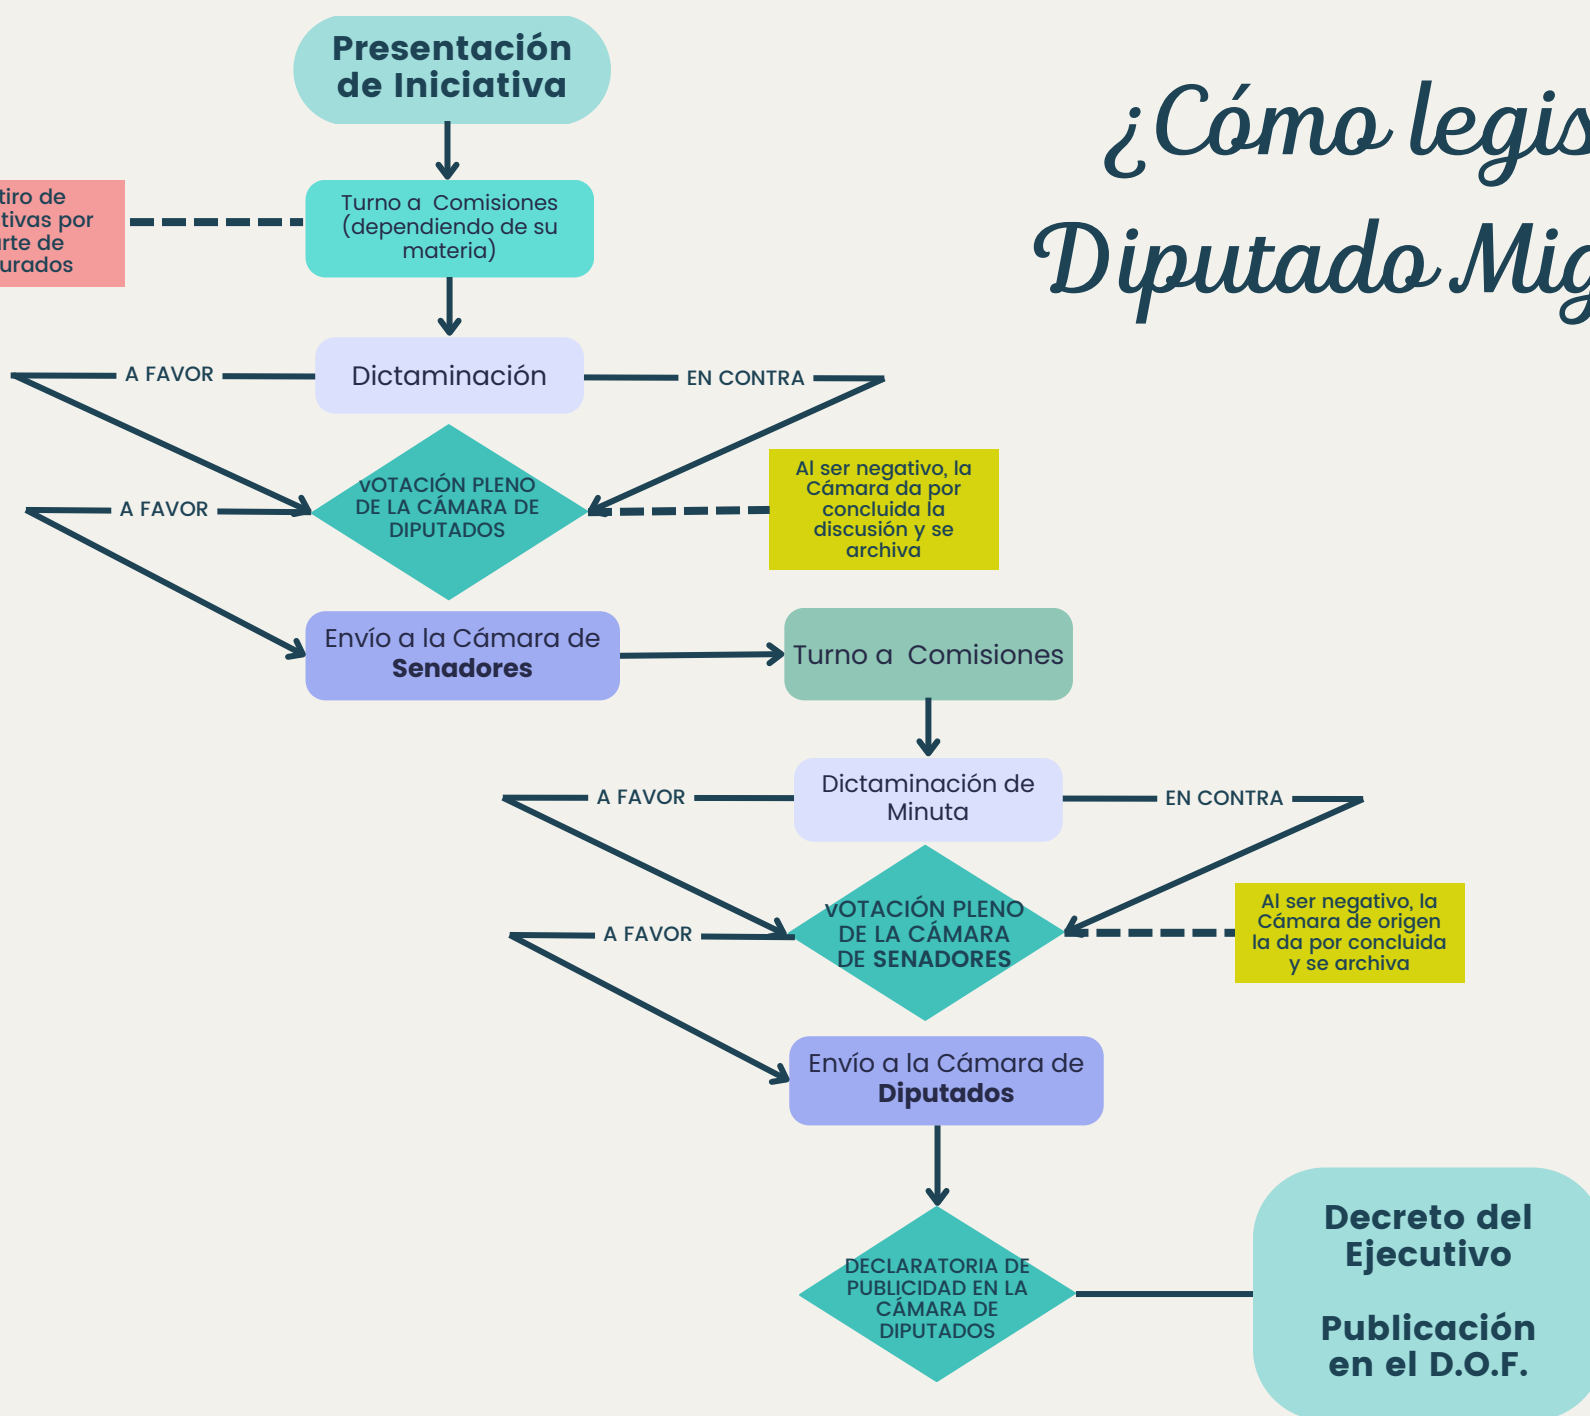 Presentación
de Iniciativa
¿Cómo legis
Diputado Mig
tiro de
tivas por
rte de
urados
Turno a Comisiones
(dependiendo de su
materia)
A FAVOR
Dictaminación
EN CONTRA
VOTACIÓN PLENO
DE LA CÁMARA DE
DIPUTADOS
Al ser negativo, la
Cámara da por
concluida la
discusión y se
archiva
A FAVOR
Envío a la Cámara de
Senadores
Turno a Comisiones
A FAVOR
Dictaminación de
Minuta
EN CONTRA
VOTACIÓN PLENO
DE LA CÁMARA
DE SENADORES
Al ser negativo, la
Cámara de origen
la da por concluida
y se archiva
A FAVOR
Envío a la Cámara de
Diputados
DECLARATORIA DE
PUBLICIDAD EN LA
CÁMARA DE
DIPUTADOS
Decreto del
Ejecutivo
Publicación
en el D.O.F.